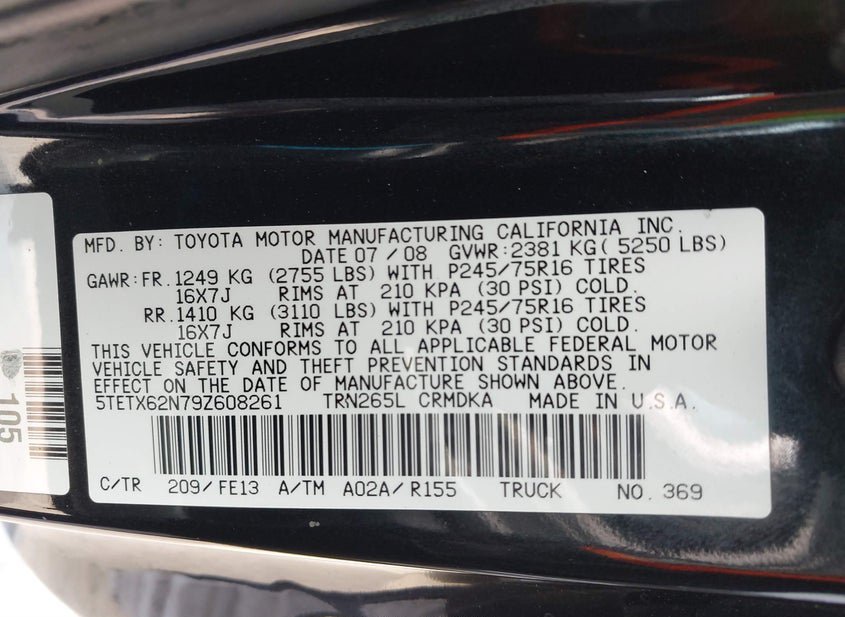 MFD. BY: TOYOTA MOTOR MANUFACTURING CALIFORNIA INC.
DATE 07 / 08 GVWR:2381 KG( 5250 LBS)
GAWR:FR. 1249 KG (2755 LBS) WITH P245/75R16 TIRES
16X7J RIMS AT 210 KPA (30 PSI) COLD.
RR. 1410 KG (3110 LBS) WITH P245/75R16 TIRES
16X7J RIMS AT 210 KPA (30 PSI) COLD.
THIS VEHICLE CONFORMS TO ALL APPLICABLE FEDERAL MOTOR
VEHICLE SAFETY AND THEFT PREVENTION STANDARDS IN
EFFECT ON THE DATE OF MANUFACTURE SHOWN ABOVE.
5TETX62N79Z608261 TRN265L CRMDKA MADE IN U.S.A.
C/TR 209/FE13 A/TM A02A/R155 TRUCK NO. 369
105